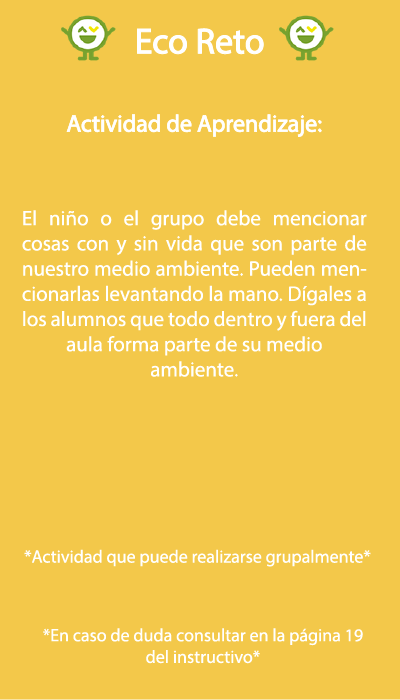 Eco Reto
Actividad de Aprendizaje:
El niño o el grupo debe mencionar
cosas con y sin vida que son parte de
nuestro medio ambiente. Pueden men-
cionarlas levantando la mano. Dígales a
los alumnos que todo dentro y fuera del
aula forma parte de su medio
ambiente.
*Actividad que puede realizarse grupalmente*
*En caso de duda consultar en la página 19
del instructivo*